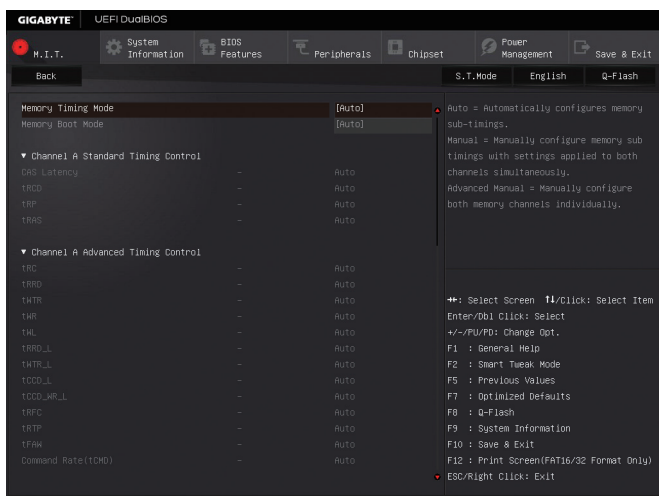 GIGABYTE™ UEFI DualBIOS
M.I.T.
System Information
BIOS Features
Peripherals
Chipset
Power Management
Save & Exit
Back
S.T.Mode English Q-Flash
Memory Timing Mode [Auto]
Memory Boot Mode [Auto]
▼ Channel A Standard Timing Control
CAS Latency – Auto
tRCD – Auto
tRP – Auto
tRAS – Auto
▼ Channel A Advanced Timing Control
tRC – Auto
tRRD – Auto
tWTR – Auto
tWR – Auto
tWL – Auto
tRRD_L – Auto
tWTR_L – Auto
tCCD_L – Auto
tCCD_WR_L – Auto
tRFC – Auto
tRTP – Auto
tFAW – Auto
Command Rate(tCMD) – Auto
Auto = Automatically configures memory
sub-timings.
Manual = Manually configure memory sub
timings with settings applied to both
channels simultaneously.
Advanced Manual = Manually configure
both memory channels individually.
→←: Select Screen ↑↓/Click: Select Item
Enter/Dbl Click: Select
+/-/PU/PD: Change Opt.
F1 : General Help
F2 : Smart Tweak Mode
F5 : Previous Values
F7 : Optimized Defaults
F8 : Q-Flash
F9 : System Information
F10 : Save & Exit
F12 : Print Screen(FAT16/32 Format Only)
ESC/Right Click: Exit